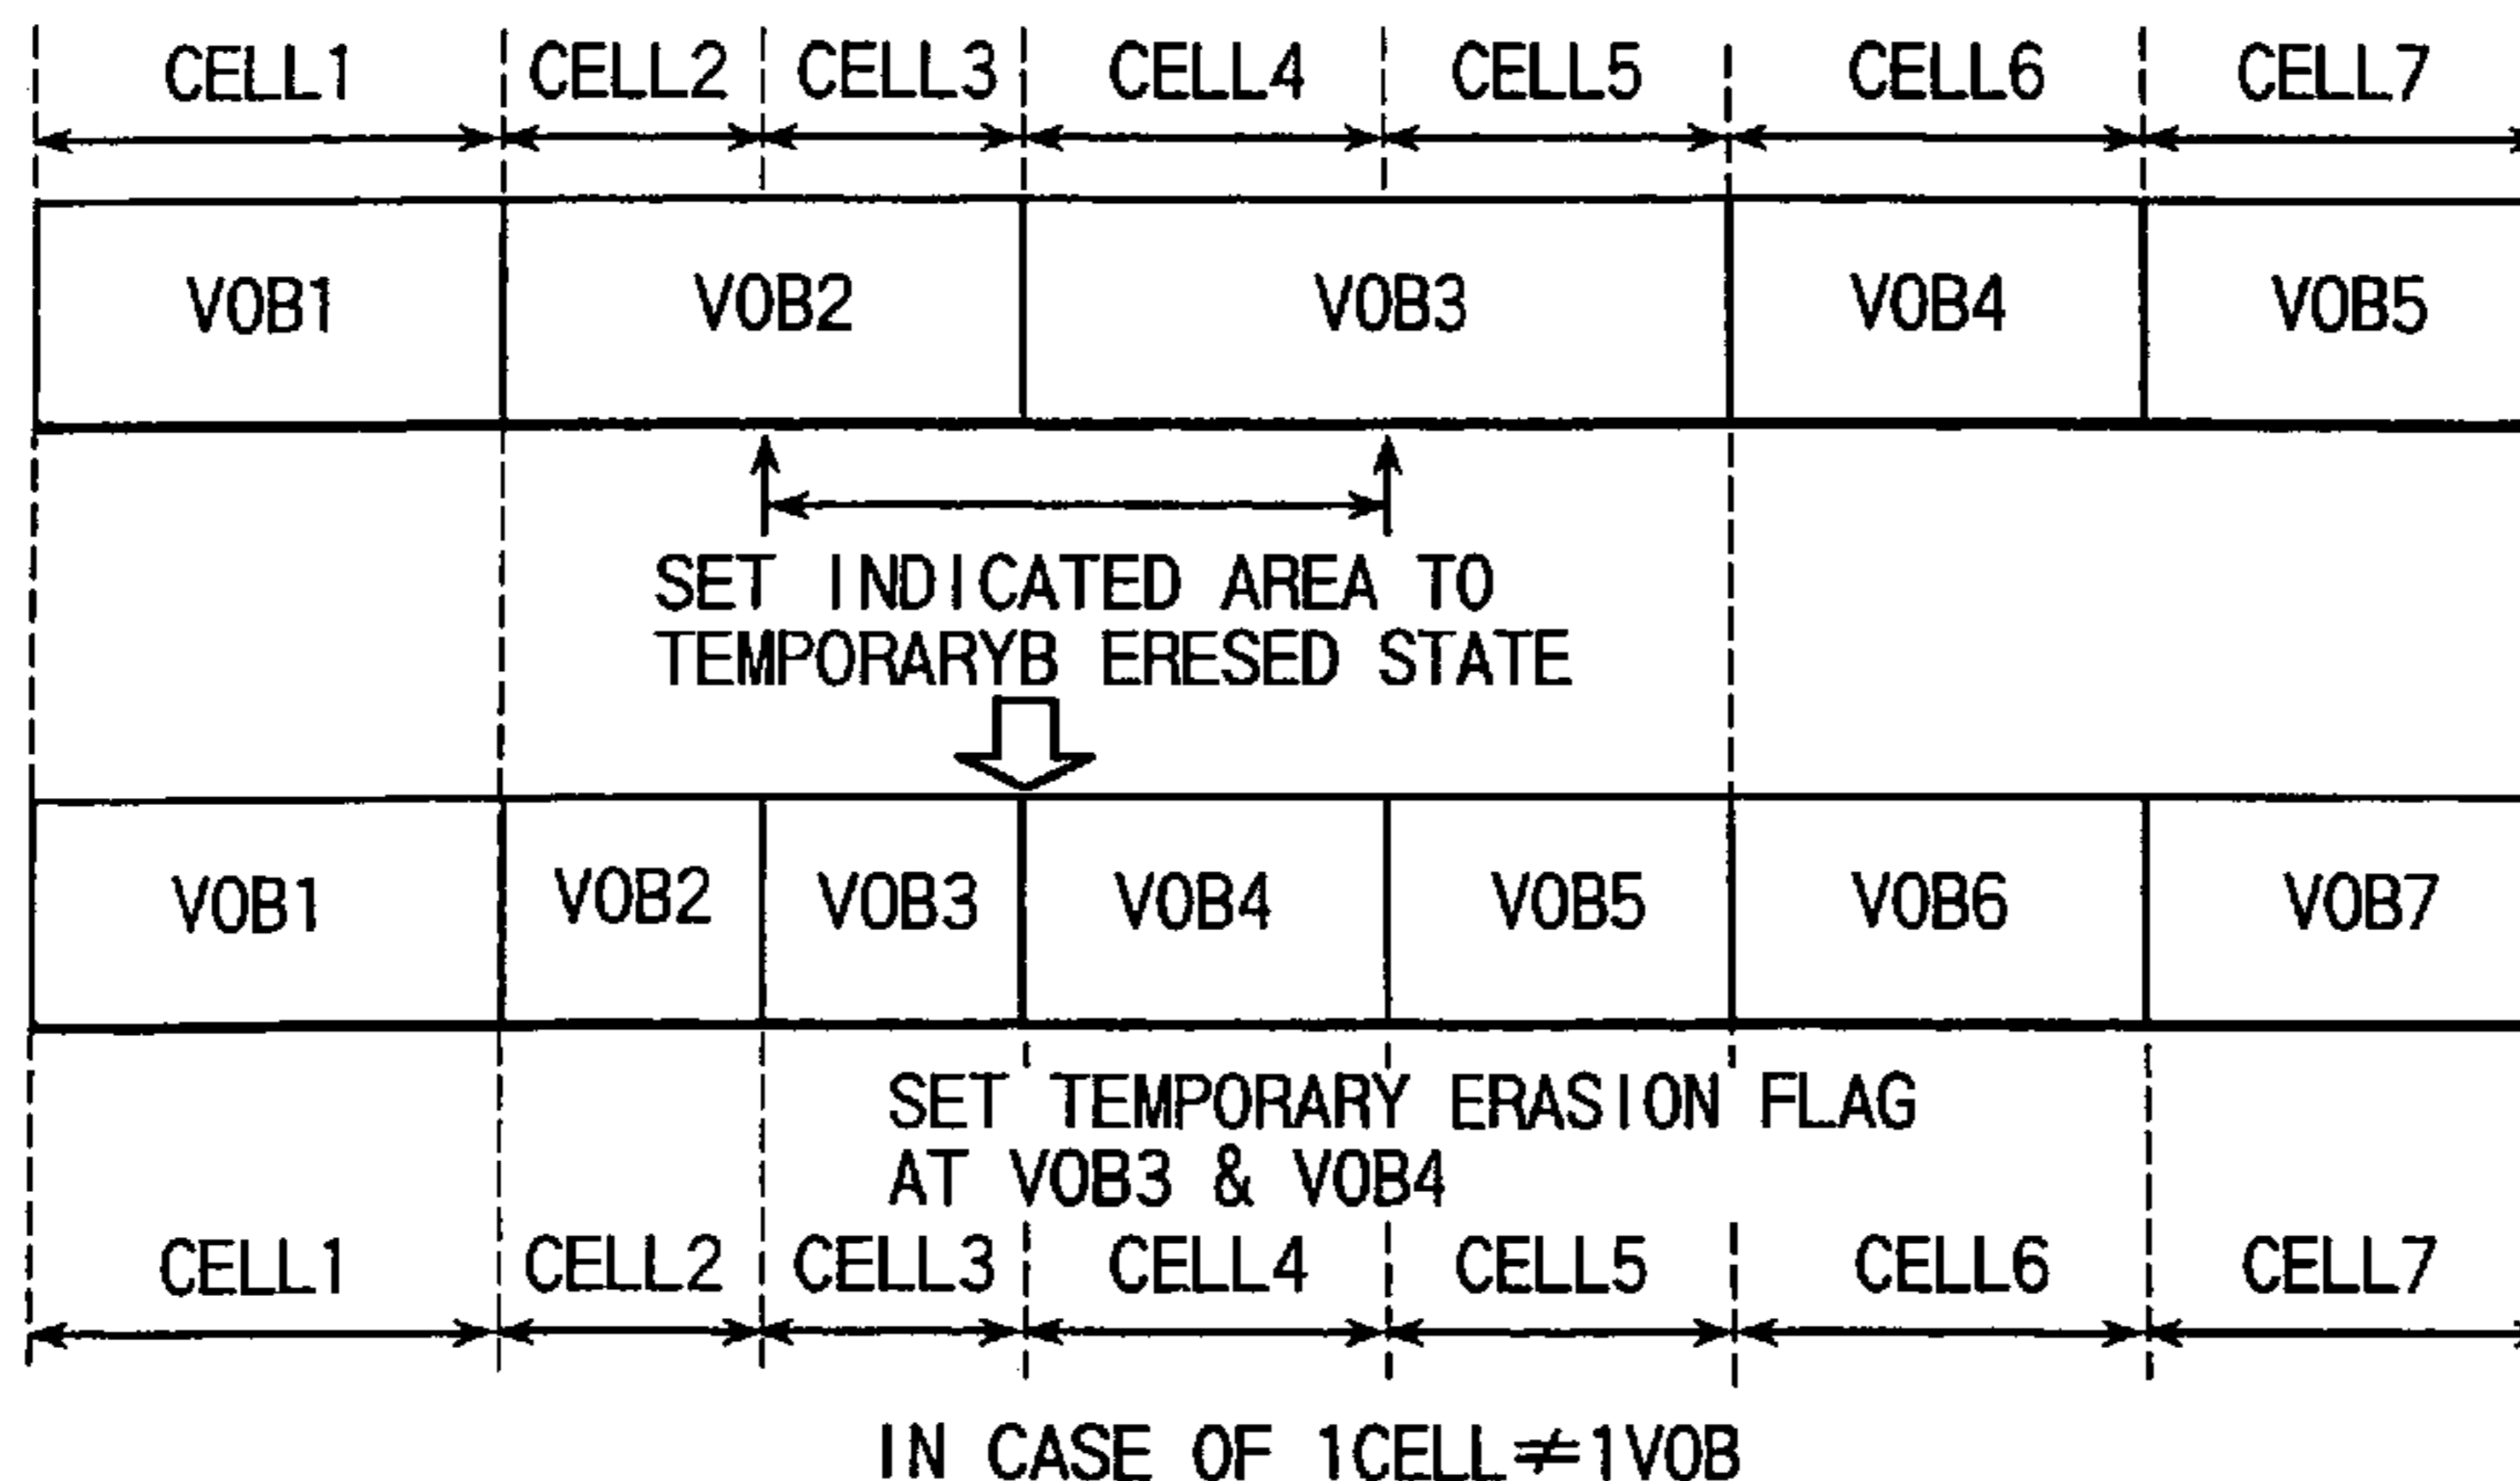 CELL1 CELL2 CELL3 CELL4 CELL5 CELL6 CELL7
VOB1 VOB2 VOB3 VOB4 VOB5
SET INDICATED AREA TO
TEMPORARYB ERESED STATE
VOB1 VOB2 VOB3 VOB4 VOB5 VOB6 VOB7
SET TEMPORARY ERASION FLAG
AT VOB3 & VOB4
CELL1 CELL2 CELL3 CELL4 CELL5 CELL6 CELL7
IN CASE OF 1CELL≠1VOB